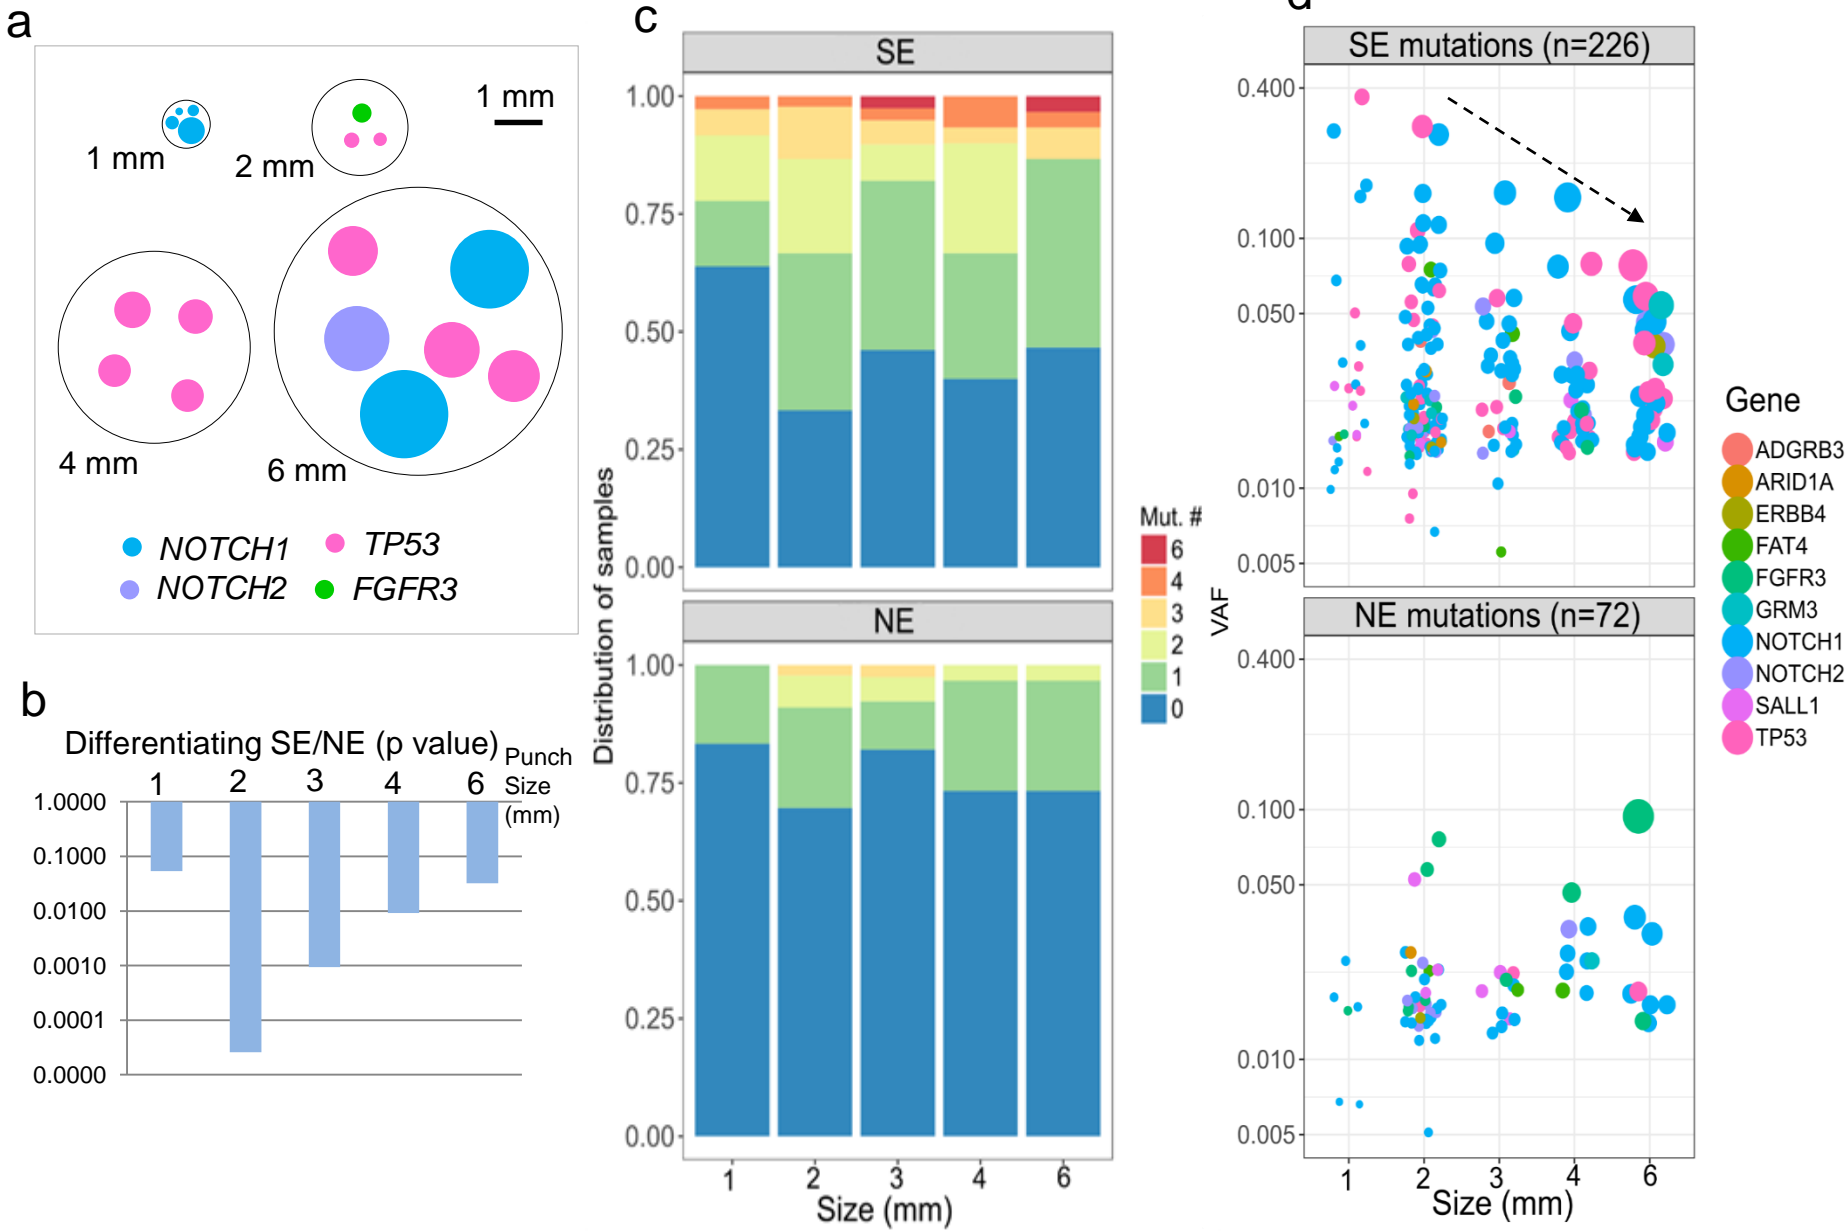 a
1 mm
1 mm
2 mm
4 mm
6 mm
NOTCH1
TP53
NOTCH2
FGFR3
b
Differentiating SE/NE (p value)
Punch
Size
(mm)
1 2 3 4 6
1.0000
0.1000
0.0100
0.0010
0.0001
0.0000
c
SE
1.00
0.75
0.50
0.25
0.00
NE
1.00
0.75
0.50
0.25
0.00
Distribution of samples
1 2 3 4 6
Size (mm)
Mut. #
6
4
3
2
1
0
d
SE mutations (n=226)
0.400
0.100
0.050
0.010
0.005
VAF
NE mutations (n=72)
0.400
0.100
0.050
0.010
0.005
1 2 3 4 6
Size (mm)
Gene
ADGRB3
ARID1A
ERBB4
FAT4
FGFR3
GRM3
NOTCH1
NOTCH2
SALL1
TP53